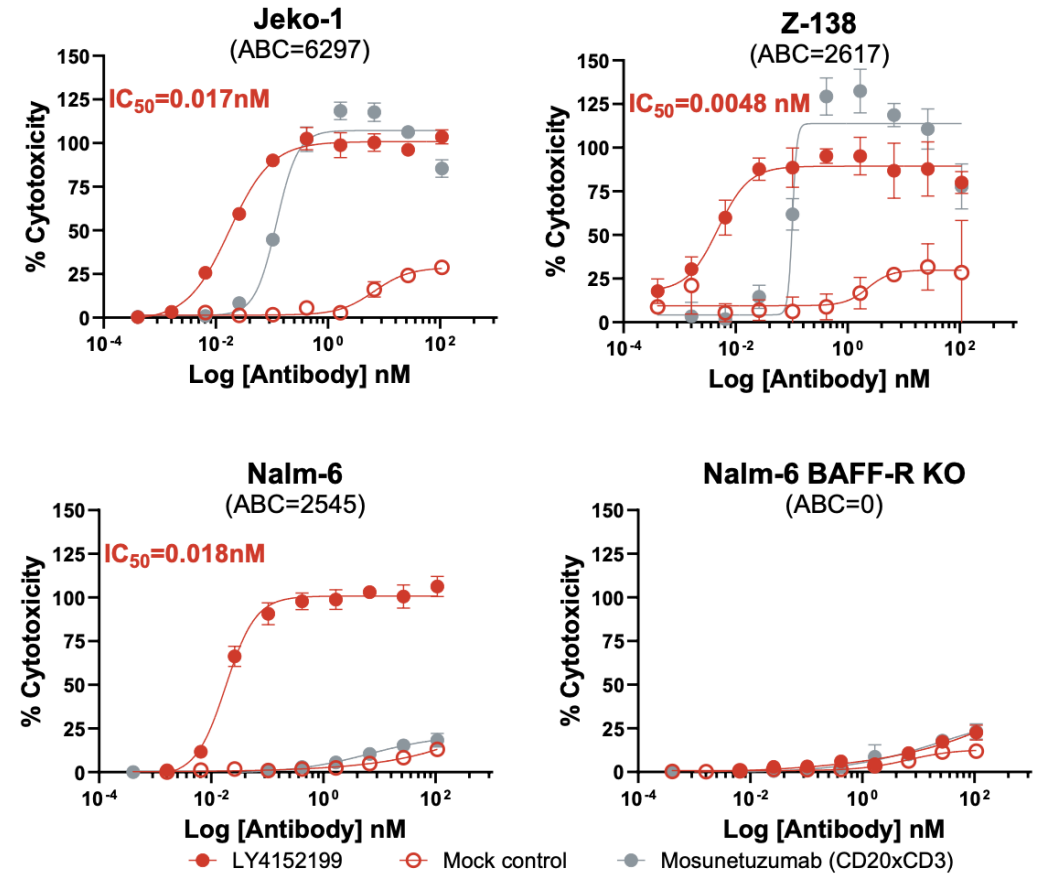 Jeko-1
(ABC=6297)
IC50=0.017nM
% Cytotoxicity
150
125
100
75
50
25
0
10-4
10-2
100
102
Log [Antibody] nM
Z-138
(ABC=2617)
IC50=0.0048 nM
% Cytotoxicity
150
125
100
75
50
25
0
10-4
10-2
100
102
Log [Antibody] nM
Nalm-6
(ABC=2545)
IC50=0.018nM
% Cytotoxicity
150
125
100
75
50
25
0
10-4
10-2
100
102
Log [Antibody] nM
Nalm-6 BAFF-R KO
(ABC=0)
% Cytotoxicity
150
125
100
75
50
25
0
10-4
10-2
100
102
Log [Antibody] nM
LY4152199
Mock control
Mosunetuzumab (CD20xCD3)